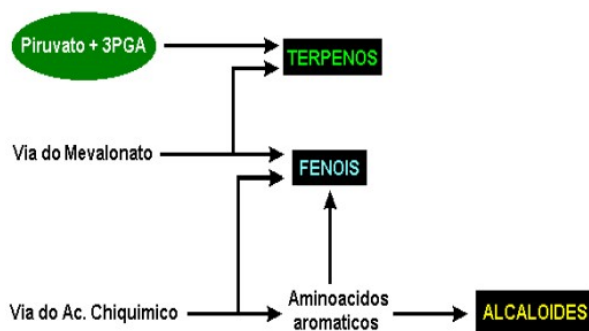 Piruvato + 3PGA
TERPENOS
Via do Mevalonato
FENOIS
Via do Ac. Chiquimico
Aminoacidos
aromaticos
ALCALOIDES